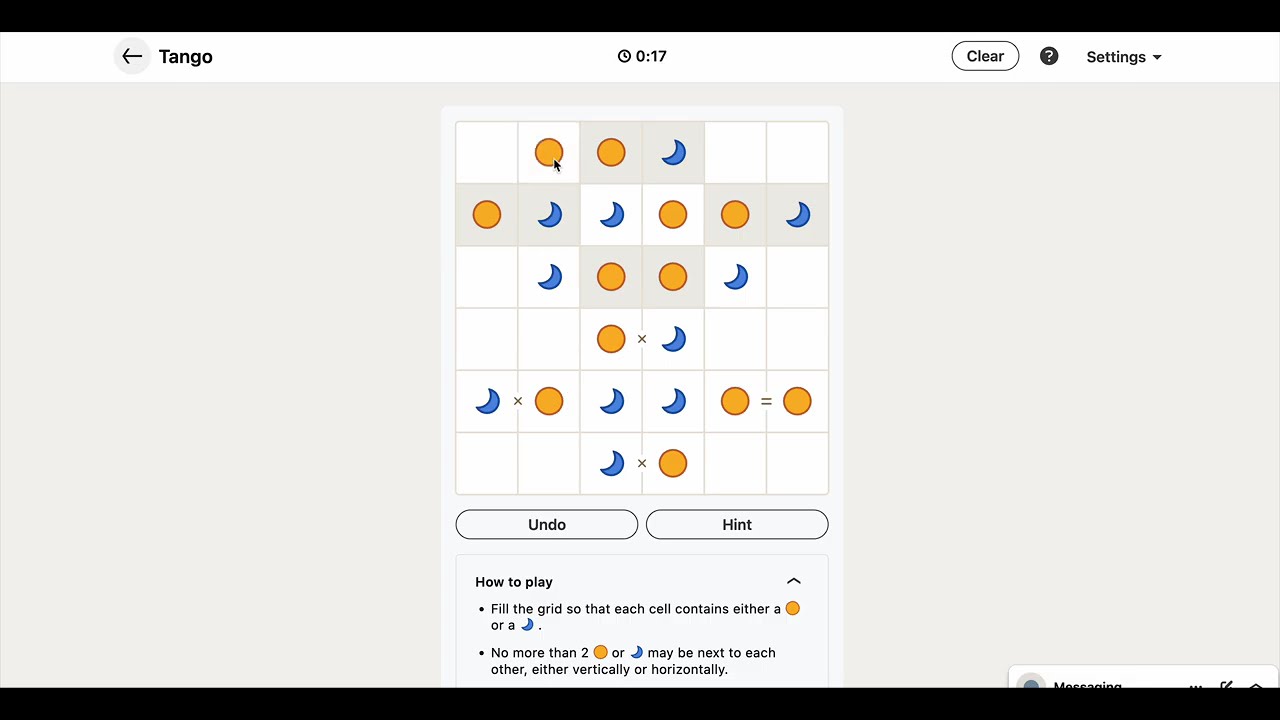 Tango
0:17
Clear
?
Settings
×
× =
×
Undo
Hint
How to play
• Fill the grid so that each cell contains either a
or a .
• No more than 2 or may be next to each
other, either vertically or horizontally.
Messaging